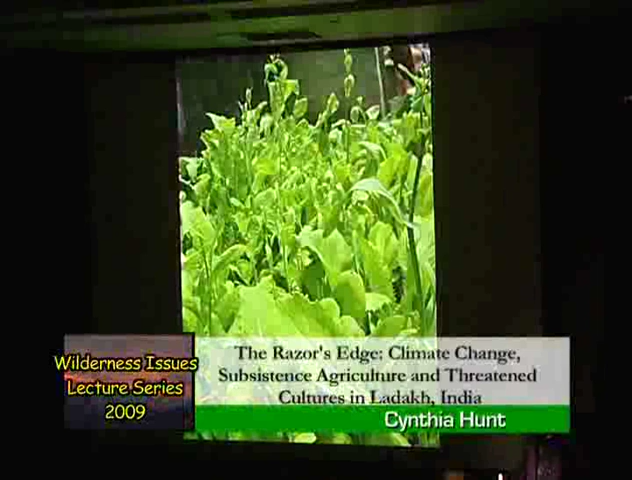 Wilderness Issues
Lecture Series
2009
The Razor's Edge: Climate Change,
Subsistence Agriculture and Threatened
Cultures in Ladakh, India
Cynthia Hunt